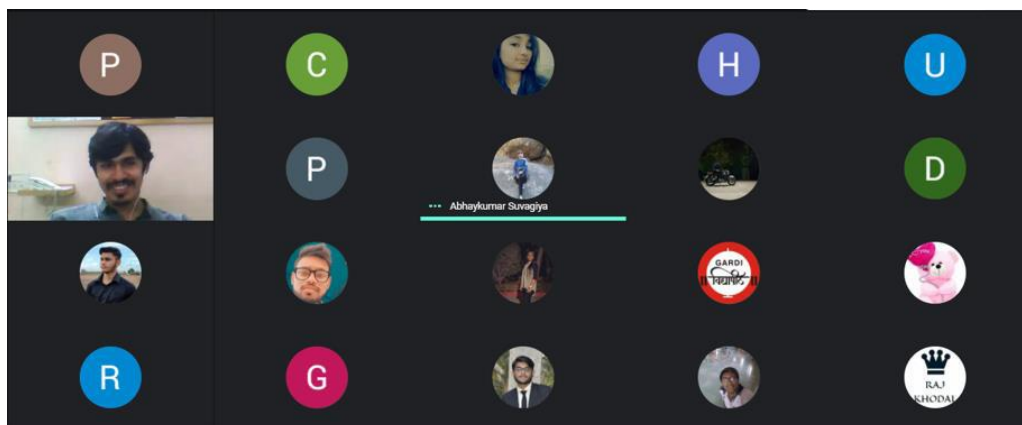 P
C
H
U
P
D
••• Abhaykumar Suvagiya
GARDI
विद्यापीठ
R
G
RAJ
KHODAL